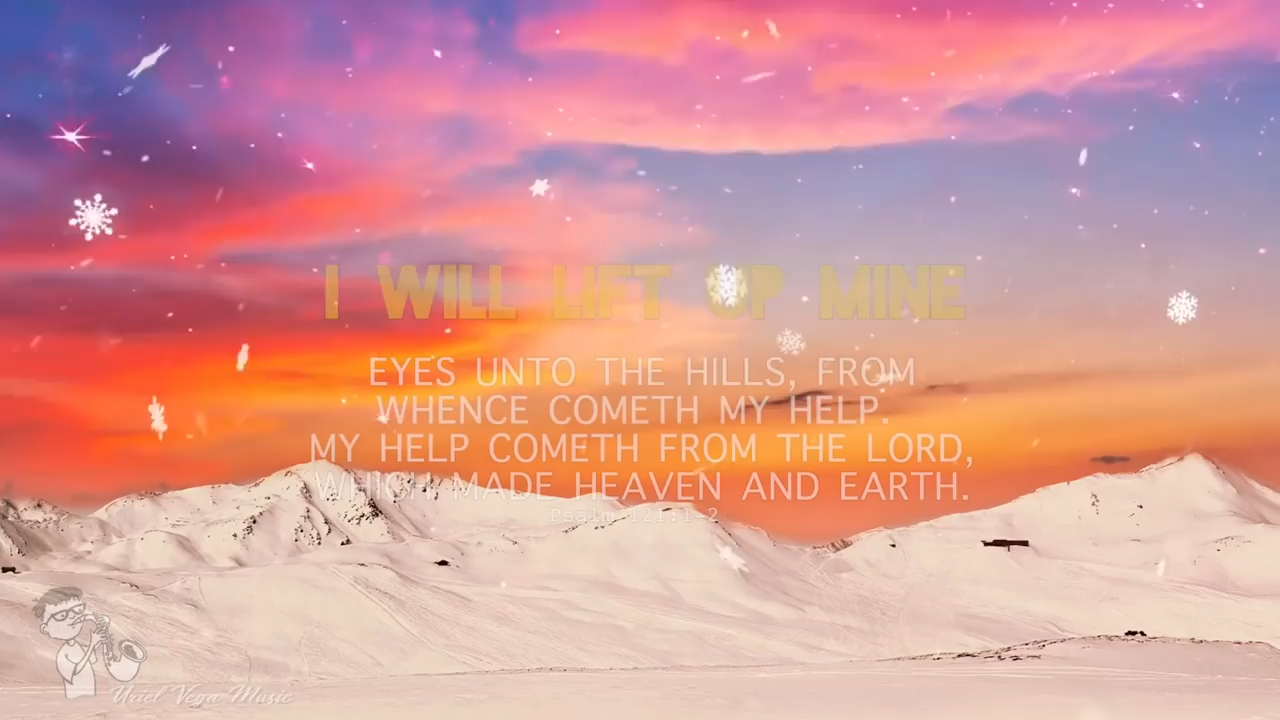 I WILL LIFT UP MINE
EYES UNTO THE HILLS, FROM
WHENCE COMETH MY HELP.
MY HELP COMETH FROM THE LORD,
WHICH MADE HEAVEN AND EARTH.
Psalm 121:1-2
Uriel Vega Music